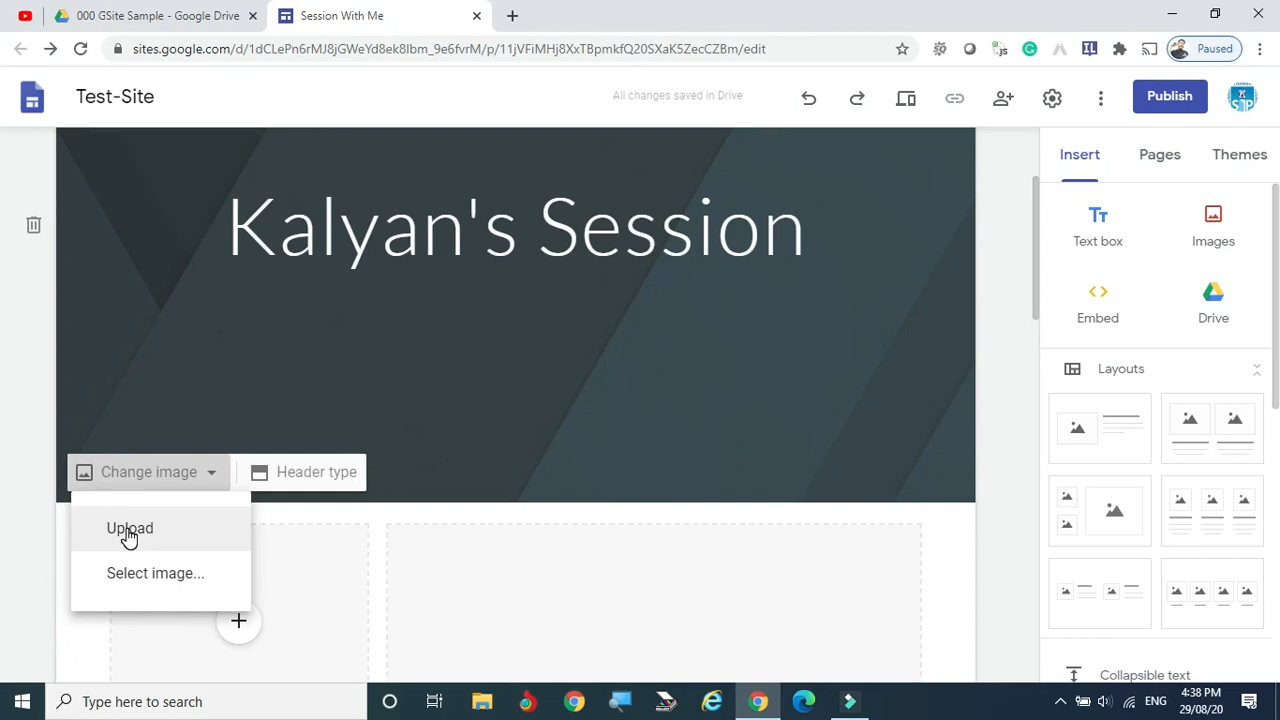 000 GSite Sample - Google Drive
Session With Me
sites.google.com/d/1dCLePn6rMJ8jGWeYd8ek8Ibm_9e6fvrM/p/11jVFiMHj8XxTBpmkfQ20SXaK5ZecCZBm/edit
Paused
Test-Site
All changes saved in Drive
Publish
Insert
Pages
Themes
Kalyan's Session
Text box
Images
Embed
Drive
Layouts
Change image
Header type
Upload
Select image...
Collapsible text
Type here to search
ENG
4:38 PM
29/08/20